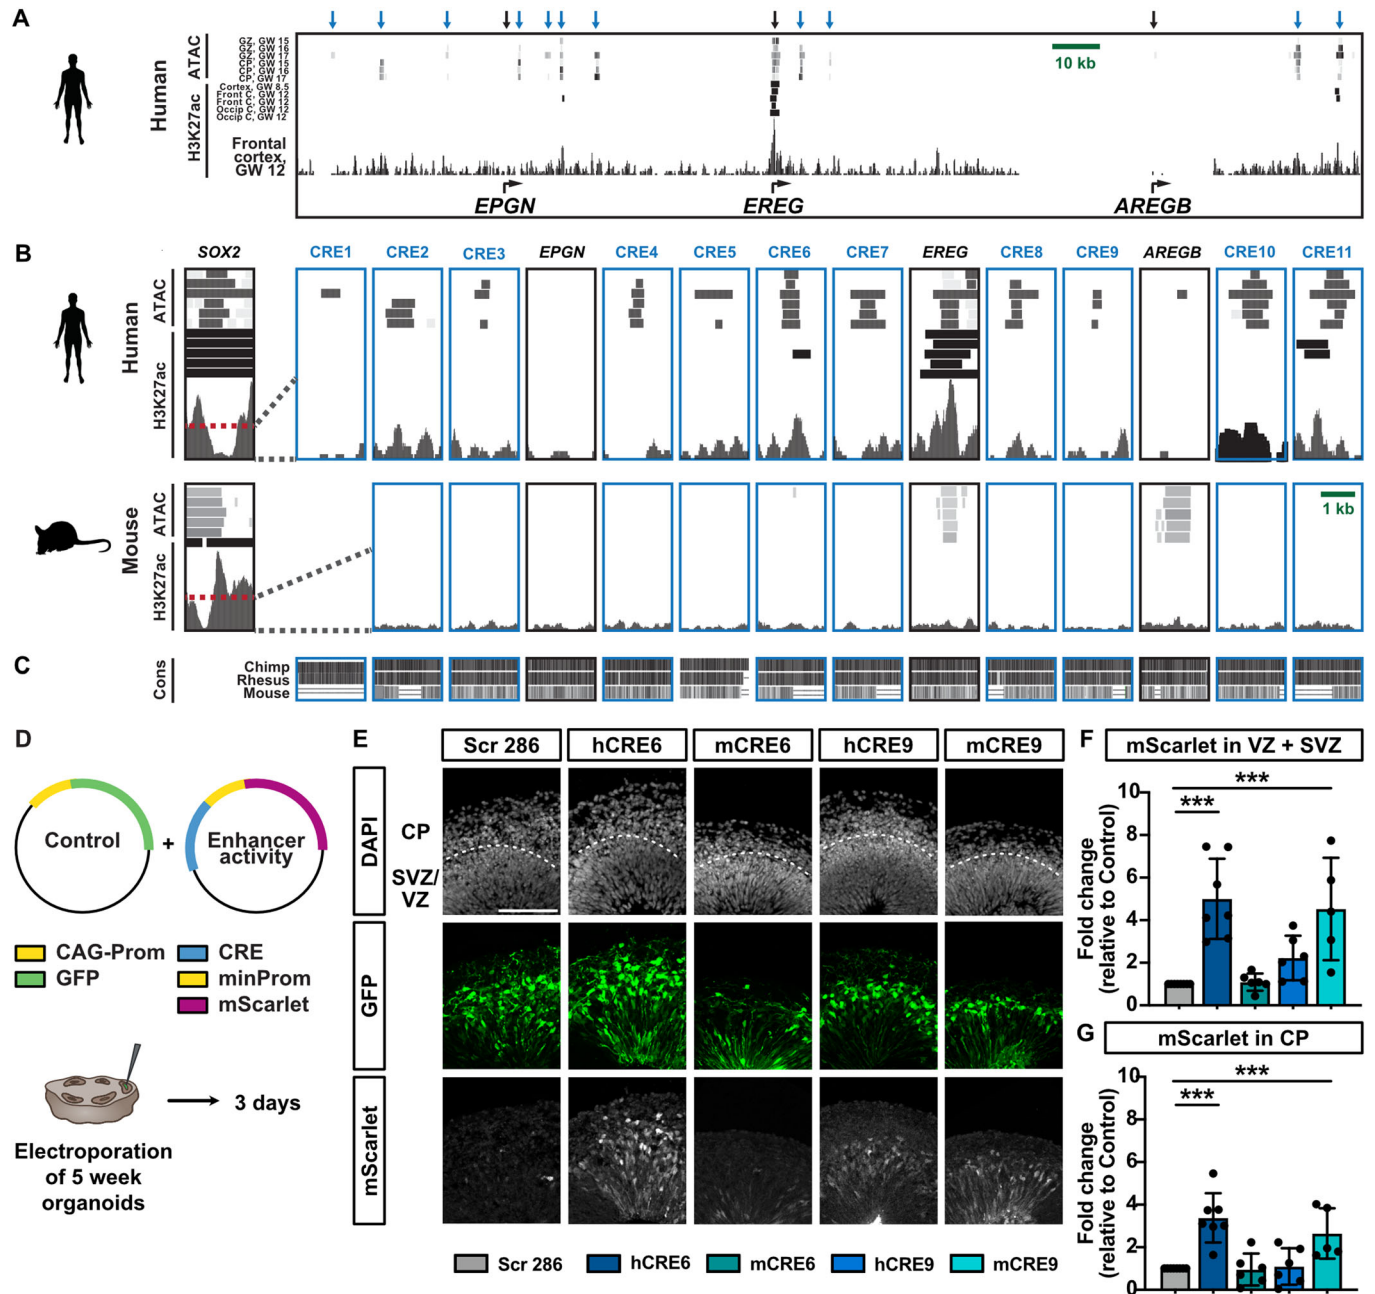 A
Human
ATAC
H3K27ac
GZ, GW 15
GZ, GW 16
GZ, GW 17
CP, GW 15
CP, GW 16
CP, GW 17
Cortex, GW 8.5
Front C, GW 12
Front C, GW 12
Occip C, GW 12
Occip C, GW 12
Frontal
cortex,
GW 12
10 kb
EPGN
EREG
AREGB
B
SOX2
CRE1
CRE2
CRE3
EPGN
CRE4
CRE5
CRE6
CRE7
EREG
CRE8
CRE9
AREGB
CRE10
CRE11
Human
ATAC
H3K27ac
Mouse
ATAC
H3K27ac
1 kb
C
Cons
Chimp
Rhesus
Mouse
D
Control
+
Enhancer
activity
CAG-Prom
GFP
CRE
minProm
mScarlet
3 days
Electroporation
of 5 week
organoids
E
Scr 286
hCRE6
mCRE6
hCRE9
mCRE9
DAPI
CP
SVZ/
VZ
GFP
mScarlet
Scr 286
hCRE6
mCRE6
hCRE9
mCRE9
F
mScarlet in VZ + SVZ
Fold change
(relative to Control)
10
8
6
4
2
0
***
***
G
mScarlet in CP
Fold change
(relative to Control)
10
8
6
4
2
0
***
***